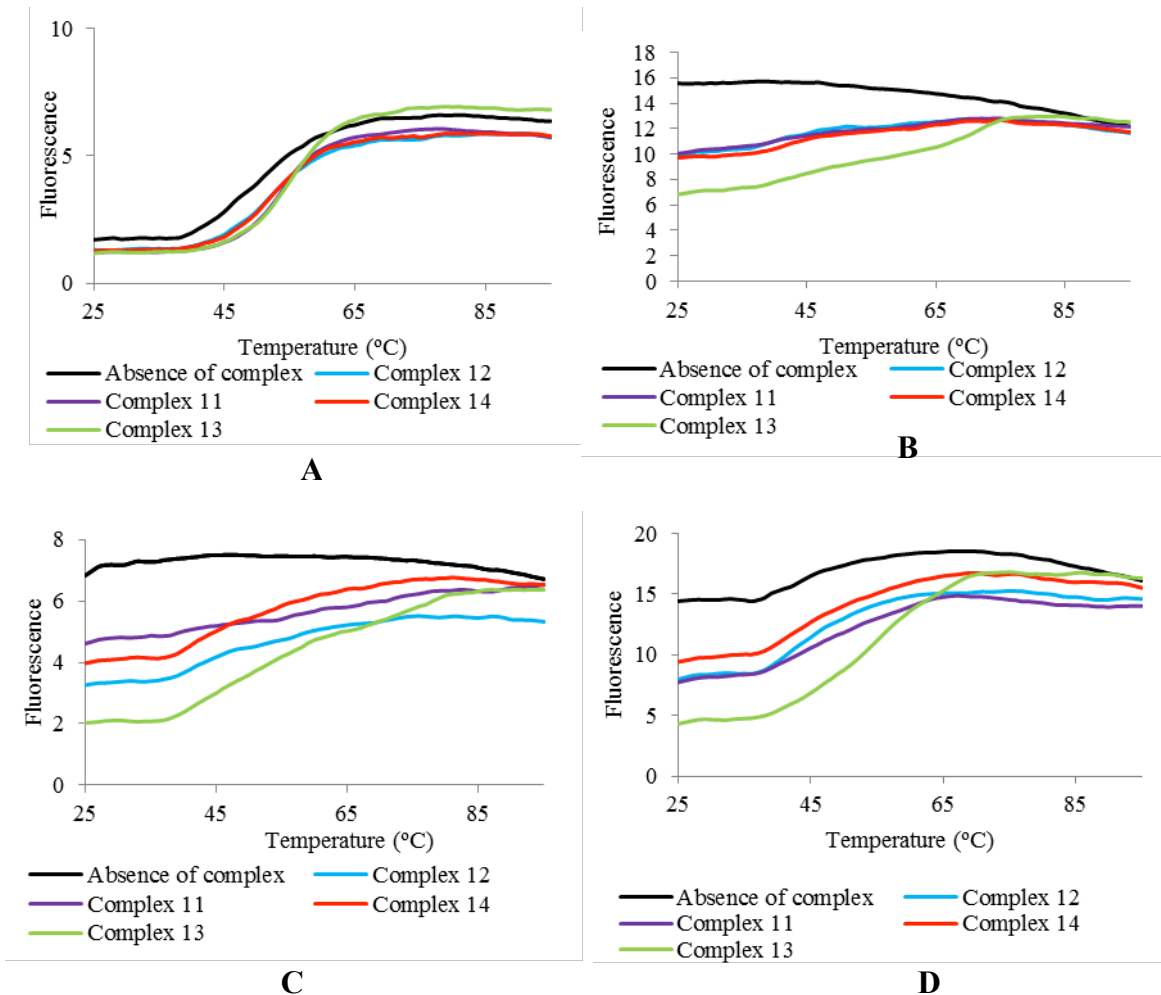 10
5
0
Fluorescence
25 45 65 85
Temperature (ºC)
Absence of complex Complex 12
Complex 11 Complex 14
Complex 13
A
18
16
14
12
10
8
6
4
2
0
Fluorescence
25 45 65 85
Temperature (ºC)
Absence of complex Complex 12
Complex 11 Complex 14
Complex 13
B
8
6
4
2
0
Fluorescence
25 45 65 85
Temperature (ºC)
Absence of complex Complex 12
Complex 11 Complex 14
Complex 13
C
20
15
10
5
0
Fluorescence
25 45 65 85
Temperature (ºC)
Absence of complex Complex 12
Complex 11 Complex 14
Complex 13
D